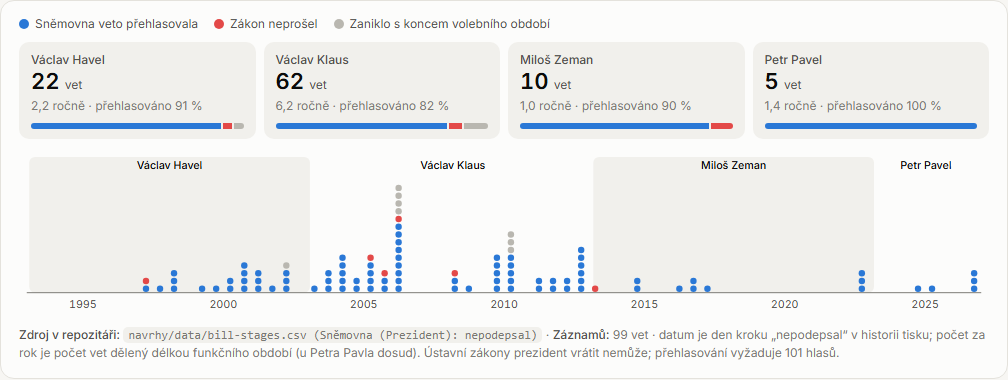 Sněmovna veto přehlasovala   Zákon neprošel   Zaniklo s koncem volebního období
Václav Havel
22 vet
2,2 ročně · přehlasováno 91 %
Václav Klaus
62 vet
6,2 ročně · přehlasováno 82 %
Miloš Zeman
10 vet
1,0 ročně · přehlasováno 90 %
Petr Pavel
5 vet
1,4 ročně · přehlasováno 100 %
Václav Havel   Václav Klaus   Miloš Zeman   Petr Pavel
1995   2000   2005   2010   2015   2020   2025
Zdroj v repozitáři: navrhy/data/bill-stages.csv (Sněmovna (Prezident): nepodepsal) · Záznamů: 99 vet · datum je den kroku „nepodepsal“ v historii tisku; počet za
rok je počet vet dělený délkou funkčního období (u Petra Pavla dosud). Ústavní zákony prezident vrátit nemůže; přehlasování vyžaduje 101 hlasů.